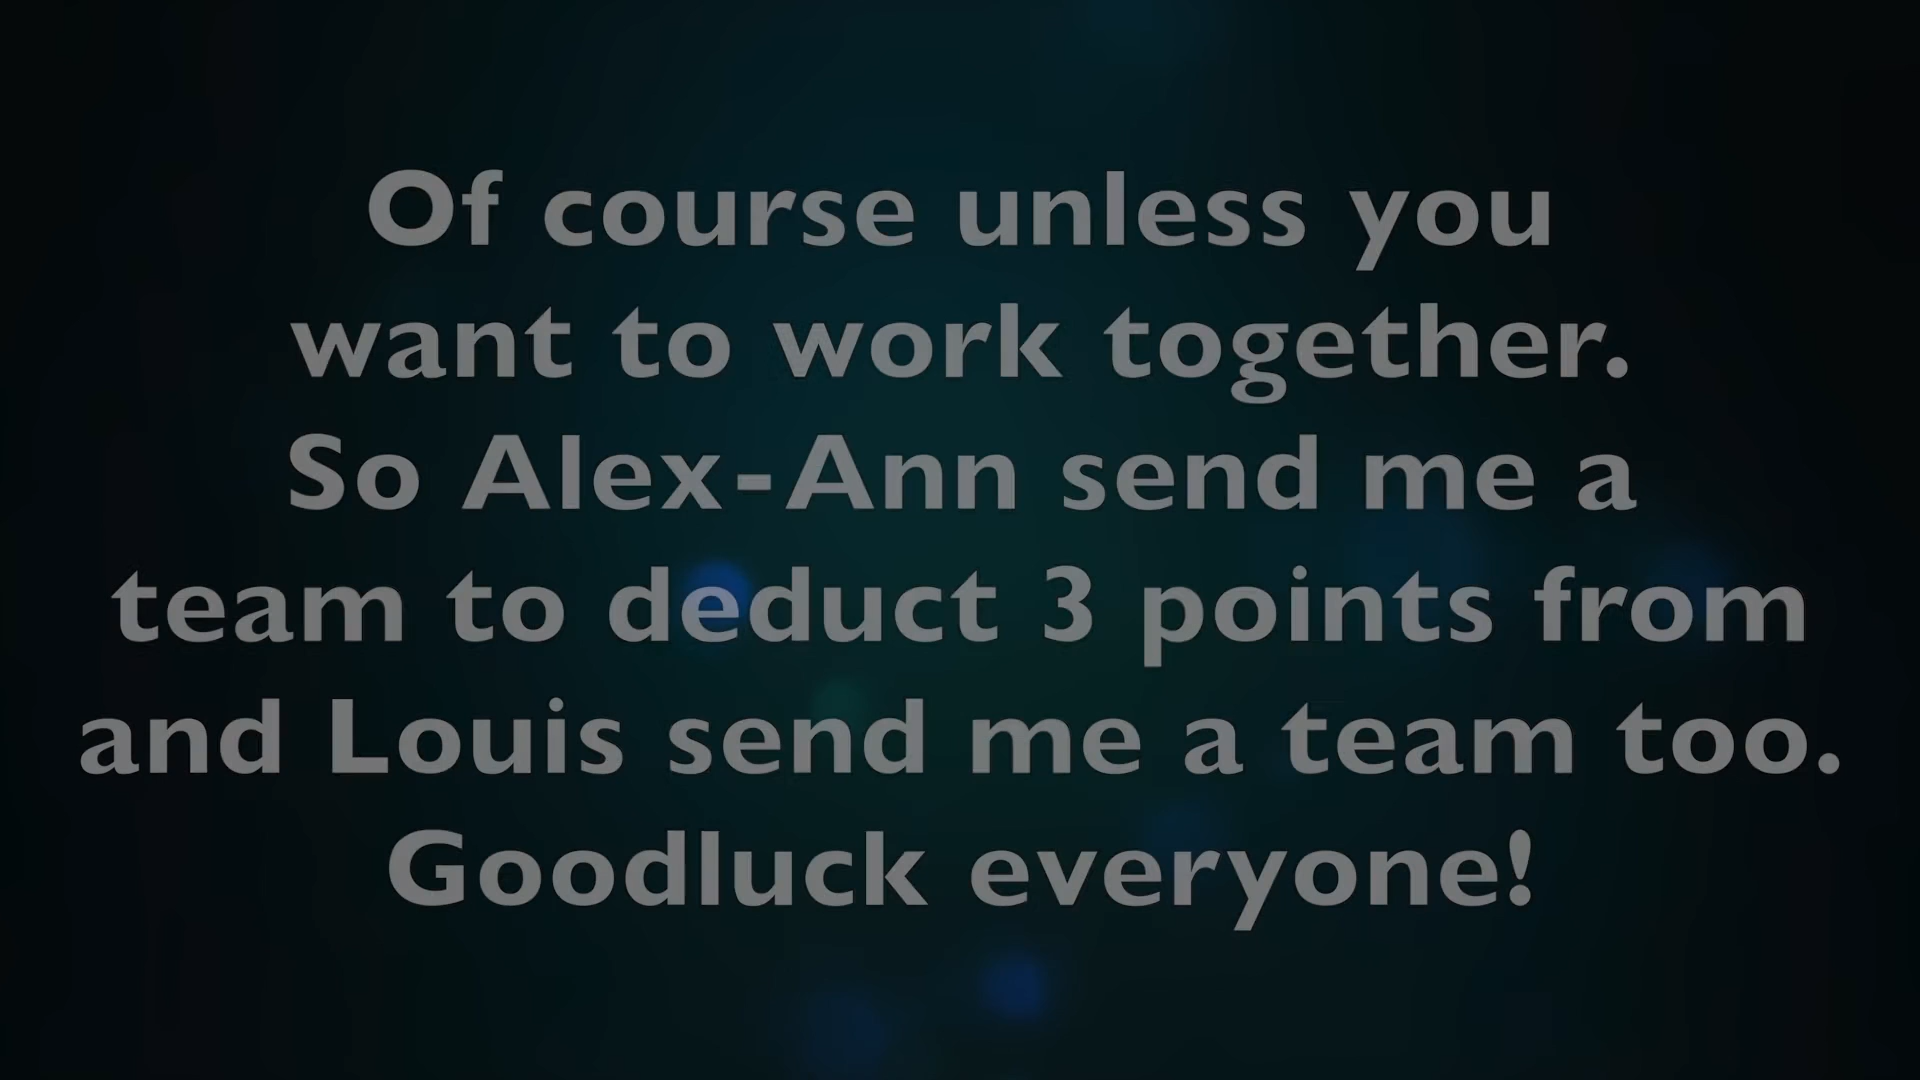 Of course unless you
want to work together.
So Alex-Ann send me a
team to deduct 3 points from
and Louis send me a team too.
Goodluck everyone!